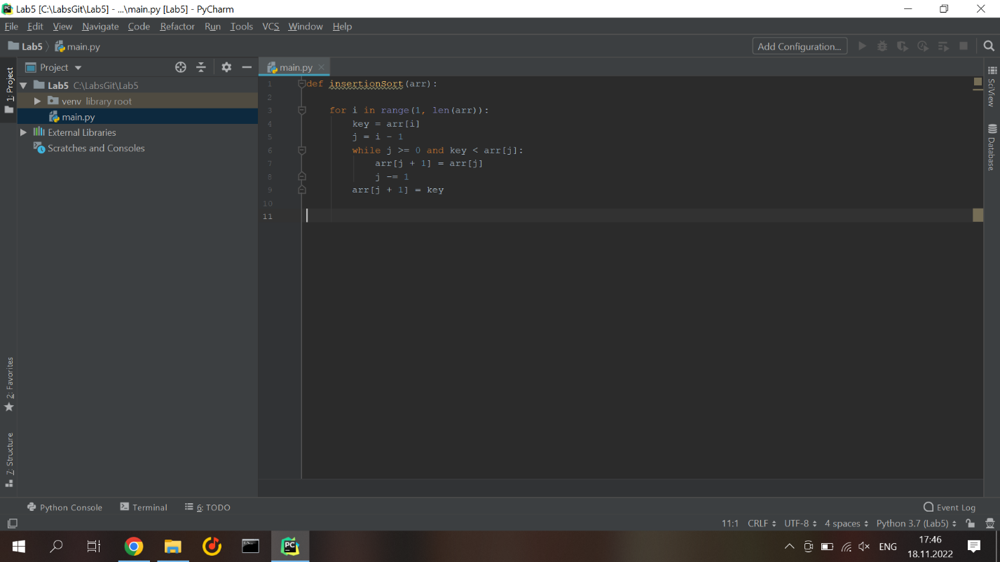 Lab5 [C:\LabsGit\Lab5] - ...\main.py [Lab5] - PyCharm
File Edit View Navigate Code Refactor Run Tools VCS Window Help
Lab5 main.py
Add Configuration...
1: Project
Project
Lab5 C:\LabsGit\Lab5
venv library root
main.py
External Libraries
Scratches and Consoles
2: Favorites
7: Structure
main.py
1 def insertionSort(arr):
2
3     for i in range(1, len(arr)):
4         key = arr[i]
5         j = i - 1
6         while j >= 0 and key < arr[j]:
7             arr[j + 1] = arr[j]
8             j -= 1
9         arr[j + 1] = key
10
11
SciView
Database
Python Console Terminal 6: TODO
Event Log
11:1 CRLF UTF-8 4 spaces Python 3.7 (Lab5)
PC
ENG
17:46
18.11.2022